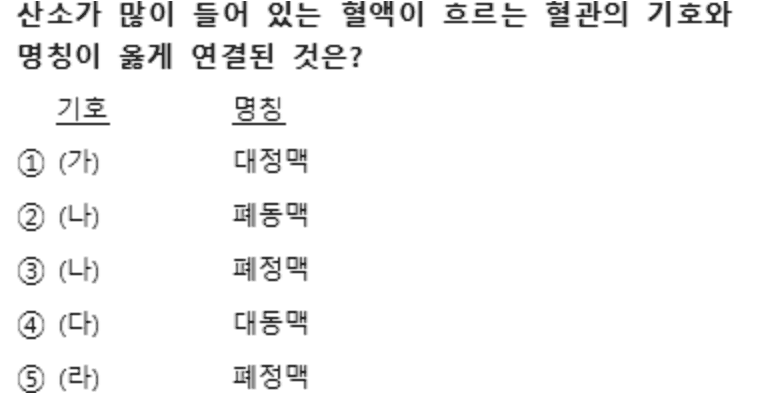 산소가 많이 들어 있는 혈액이 흐르는 혈관의 기호와
명칭이 옳게 연결된 것은?
기호 명칭
① (가) 대정맥
② (나) 폐동맥
③ (나) 폐정맥
④ (다) 대동맥
⑤ (라) 폐정맥